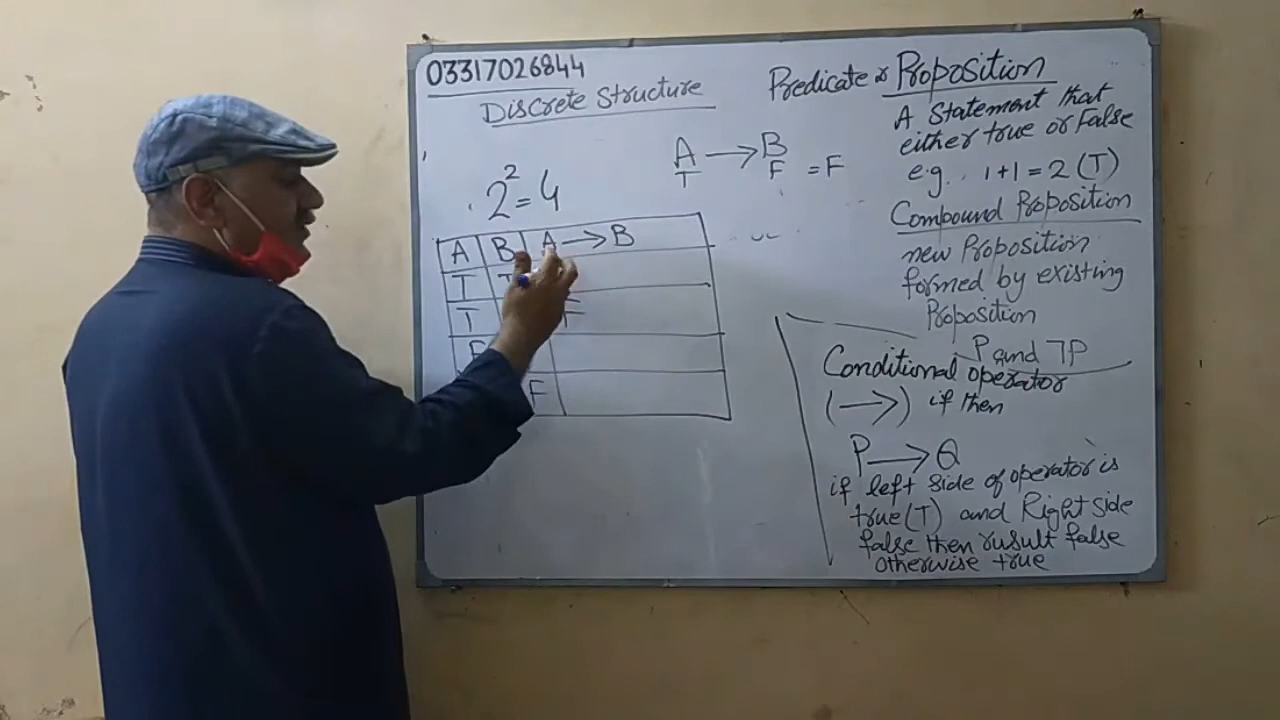 03317026844
Discrete Structure
Predicate or Proposition
A Statement that
either true or False
e.g. 1+1=2 (T)
Compound Proposition
new Proposition
formed by existing
Proposition
P and ¬P
A → B
T F = F
2² = 4
A B A → B
T T
T F
F
F
Conditional operator
(→) if then
P → Q
if left side of operator is
true (T) and Right side
false then rusult false
otherwise true